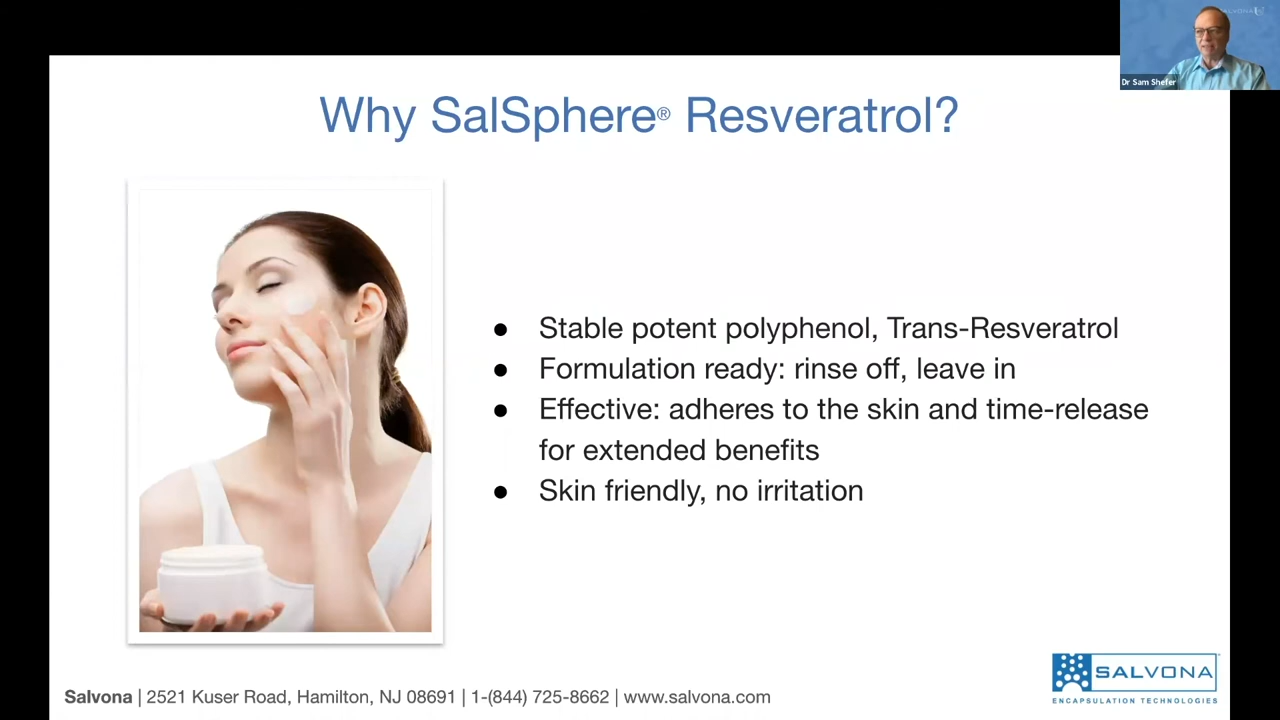 SALVONA
Dr Sam Shefer
Why SalSphere® Resveratrol?
● Stable potent polyphenol, Trans-Resveratrol
● Formulation ready: rinse off, leave in
● Effective: adheres to the skin and time-release
for extended benefits
● Skin friendly, no irritation
SALVONA
ENCAPSULATION TECHNOLOGIES
Salvona | 2521 Kuser Road, Hamilton, NJ 08691 | 1-(844) 725-8662 | www.salvona.com